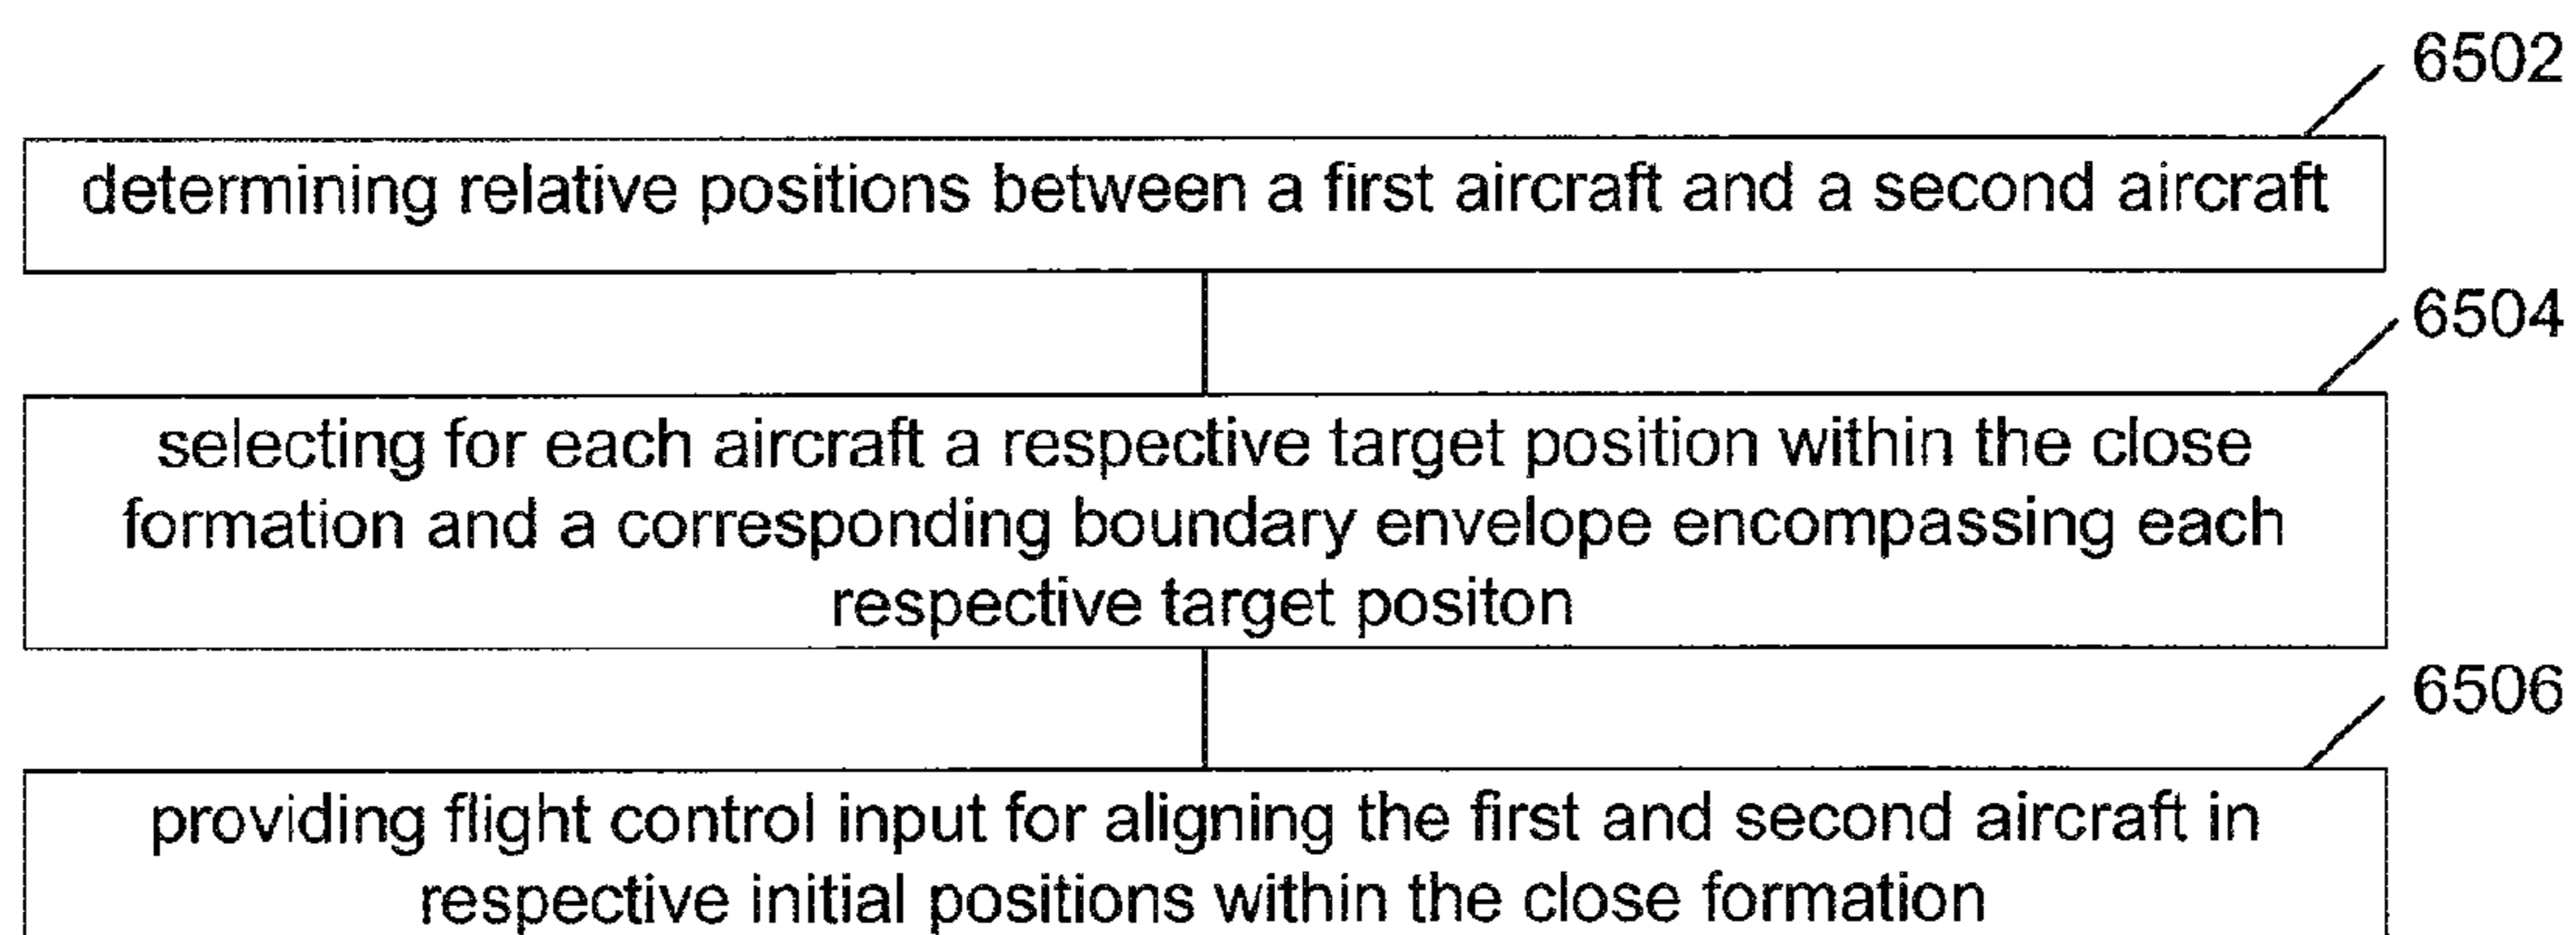 6502
determining relative positions between a first aircraft and a second aircraft
6504
selecting for each aircraft a respective target position within the close
formation and a corresponding boundary envelope encompassing each
respective target positon
6506
providing flight control input for aligning the first and second aircraft in
respective initial positions within the close formation